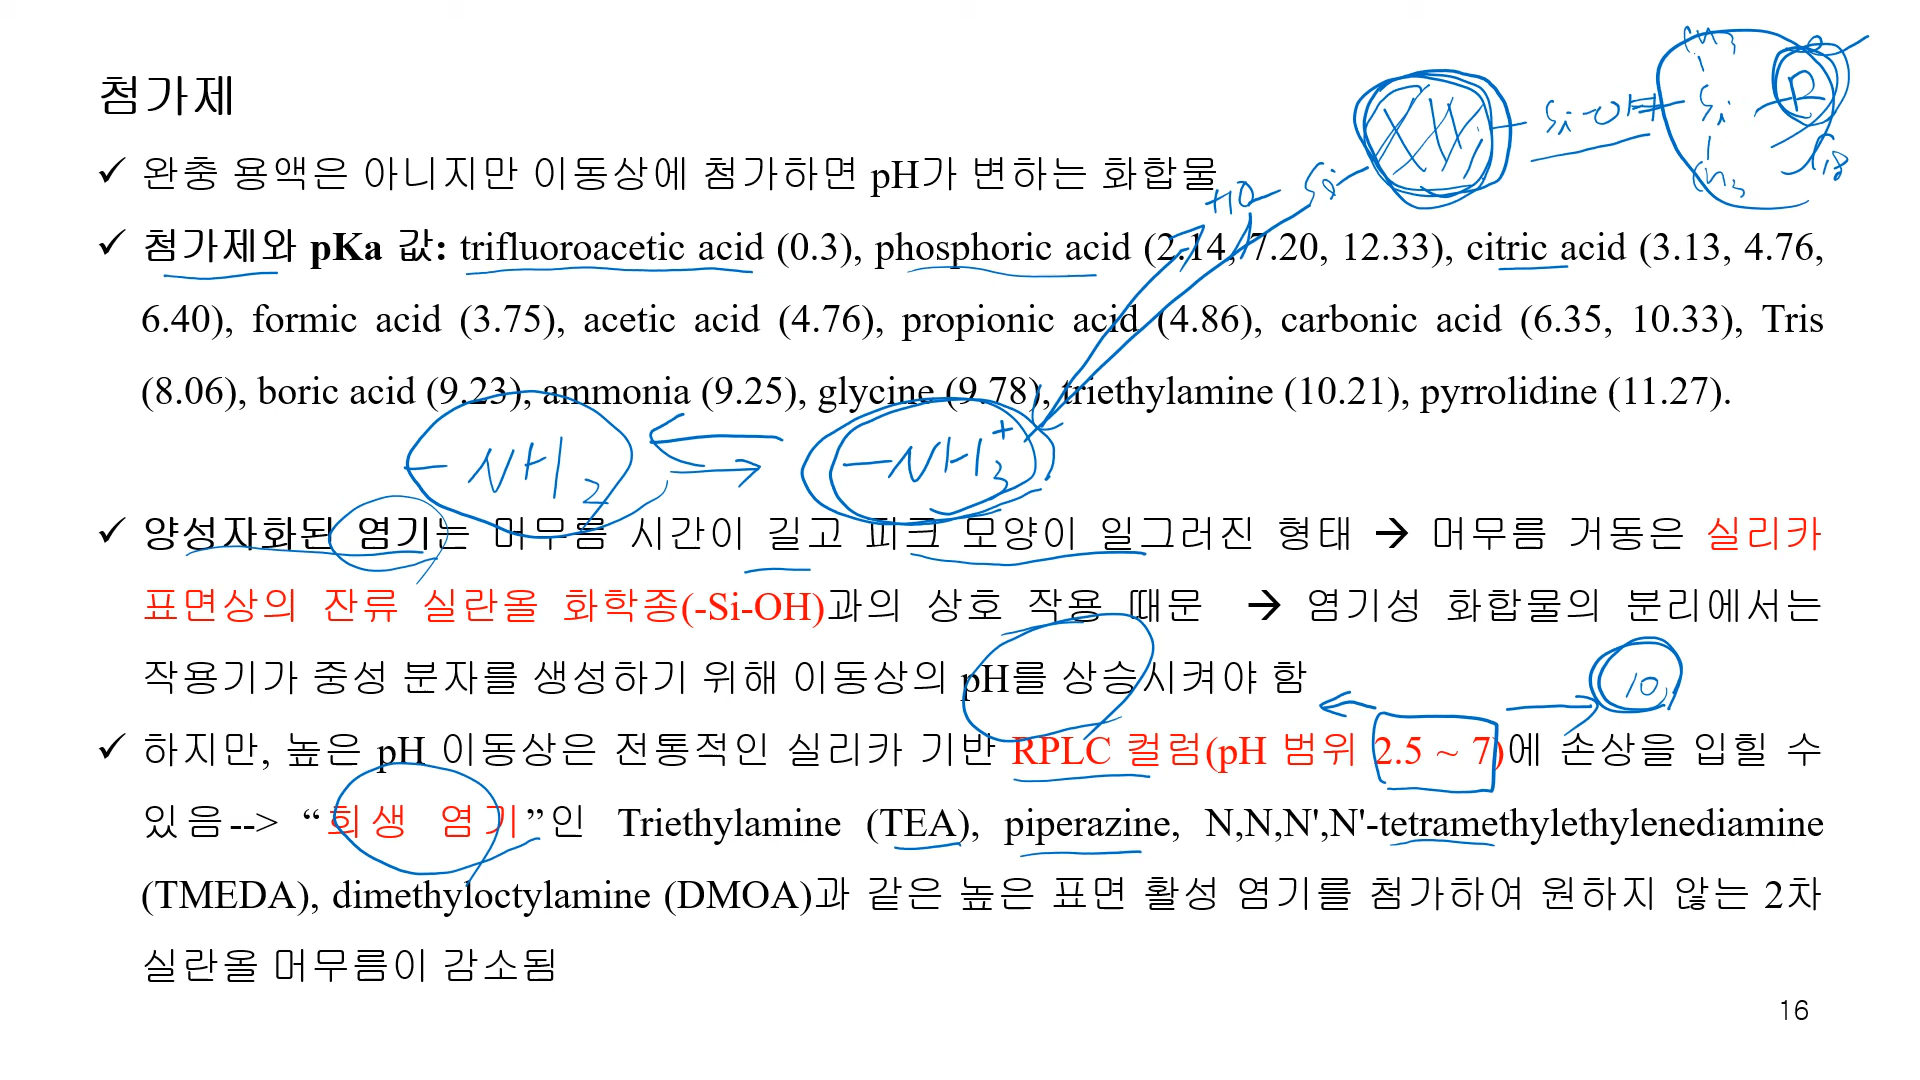 첨가제
✓ 완충 용액은 아니지만 이동상에 첨가하면 pH가 변하는 화합물
✓ 첨가제와 pKa 값: trifluoroacetic acid (0.3), phosphoric acid (2.14, 7.20, 12.33), citric acid (3.13, 4.76,
6.40), formic acid (3.75), acetic acid (4.76), propionic acid (4.86), carbonic acid (6.35, 10.33), Tris
(8.06), boric acid (9.23), ammonia (9.25), glycine (9.78), triethylamine (10.21), pyrrolidine (11.27).
CH3
Si-OH
Si
R
C18
CH3
HO
Si
-NH2
-NH3+
✓ 양성자화된 염기는 머무름 시간이 길고 피크 모양이 일그러진 형태 → 머무름 거동은 실리카
표면상의 잔류 실란올 화학종(-Si-OH)과의 상호 작용 때문 → 염기성 화합물의 분리에서는
작용기가 중성 분자를 생성하기 위해 이동상의 pH를 상승시켜야 함
10
✓ 하지만, 높은 pH 이동상은 전통적인 실리카 기반 RPLC 컬럼(pH 범위 2.5 ~ 7)에 손상을 입힐 수
있음--> “희생 염기”인 Triethylamine (TEA), piperazine, N,N,N',N'-tetramethylethylenediamine
(TMEDA), dimethyloctylamine (DMOA)과 같은 높은 표면 활성 염기를 첨가하여 원하지 않는 2차
실란올 머무름이 감소됨
16